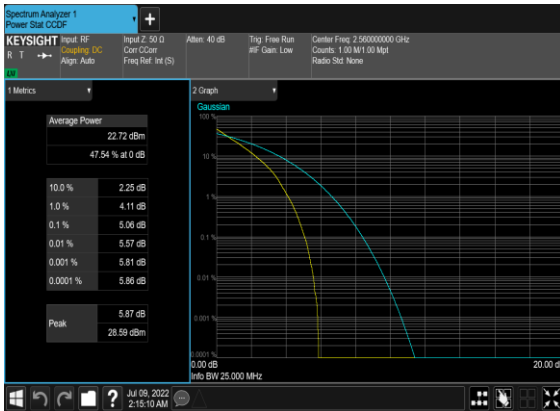 Spectrum Analyzer 1
Power Stat CCDF
KEYSIGHT
R T
LM
Input: RF
Coupling: DC
Align: Auto
Input Z: 50 Ω
Corr CCorr
Freq Ref: Int (S)
Atten: 40 dB
Trig: Free Run
#IF Gain: Low
Center Freq: 2.560000000 GHz
Counts: 1.00 M/1.00 Mpt
Radio Std: None
1 Metrics
Average Power
22.72 dBm
47.54 % at 0 dB
10.0 % 2.25 dB
1.0 % 4.11 dB
0.1 % 5.06 dB
0.01 % 5.57 dB
0.001 % 5.81 dB
0.0001 % 5.86 dB
Peak 5.87 dB
28.59 dBm
2 Graph
Gaussian
100 %
10 %
1 %
0.1 %
0.01 %
0.001 %
0.0001 %
0.00 dB
20.00 d
Info BW 25.000 MHz
Jul 09, 2022
2:15:10 AM